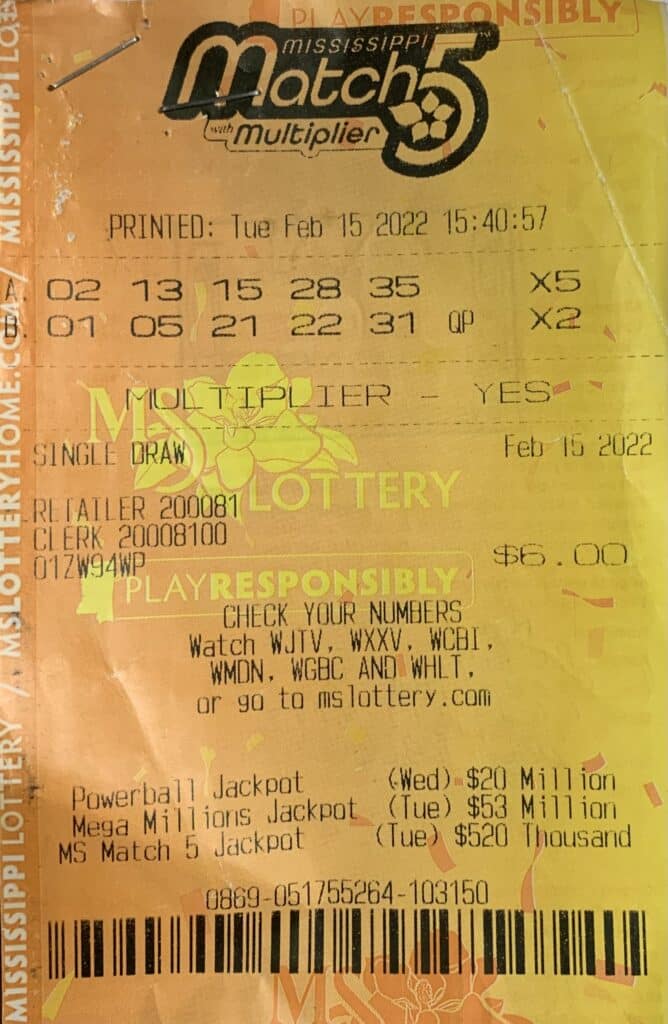 PLAYRESPONSIBLY
MISSISSIPPI
Match 5
with Multiplier
PRINTED: Tue Feb 15 2022 15:40:57
A. 02 13 15 28 35 X5
B. 01 05 21 22 31 QP X2
MULTIPLIER - YES
MS LOTTERY
SINGLE DRAW Feb 15 2022
RETAILER 200081
CLERK 20008100
01ZW94WP $6.00
PLAYRESPONSIBLY
CHECK YOUR NUMBERS
Watch WJTV, WXXV, WCBI,
WMDN, WGBC AND WHLT,
or go to mslottery.com
Powerball Jackpot (Wed) $20 Million
Mega Millions Jackpot (Tue) $53 Million
MS Match 5 Jackpot (Tue) $520 Thousand
0869-051755264-103150
MS
MISSISSIPPI LOTTERY / MSLOTTERYHOME.COM / MISSISSIPPI LO